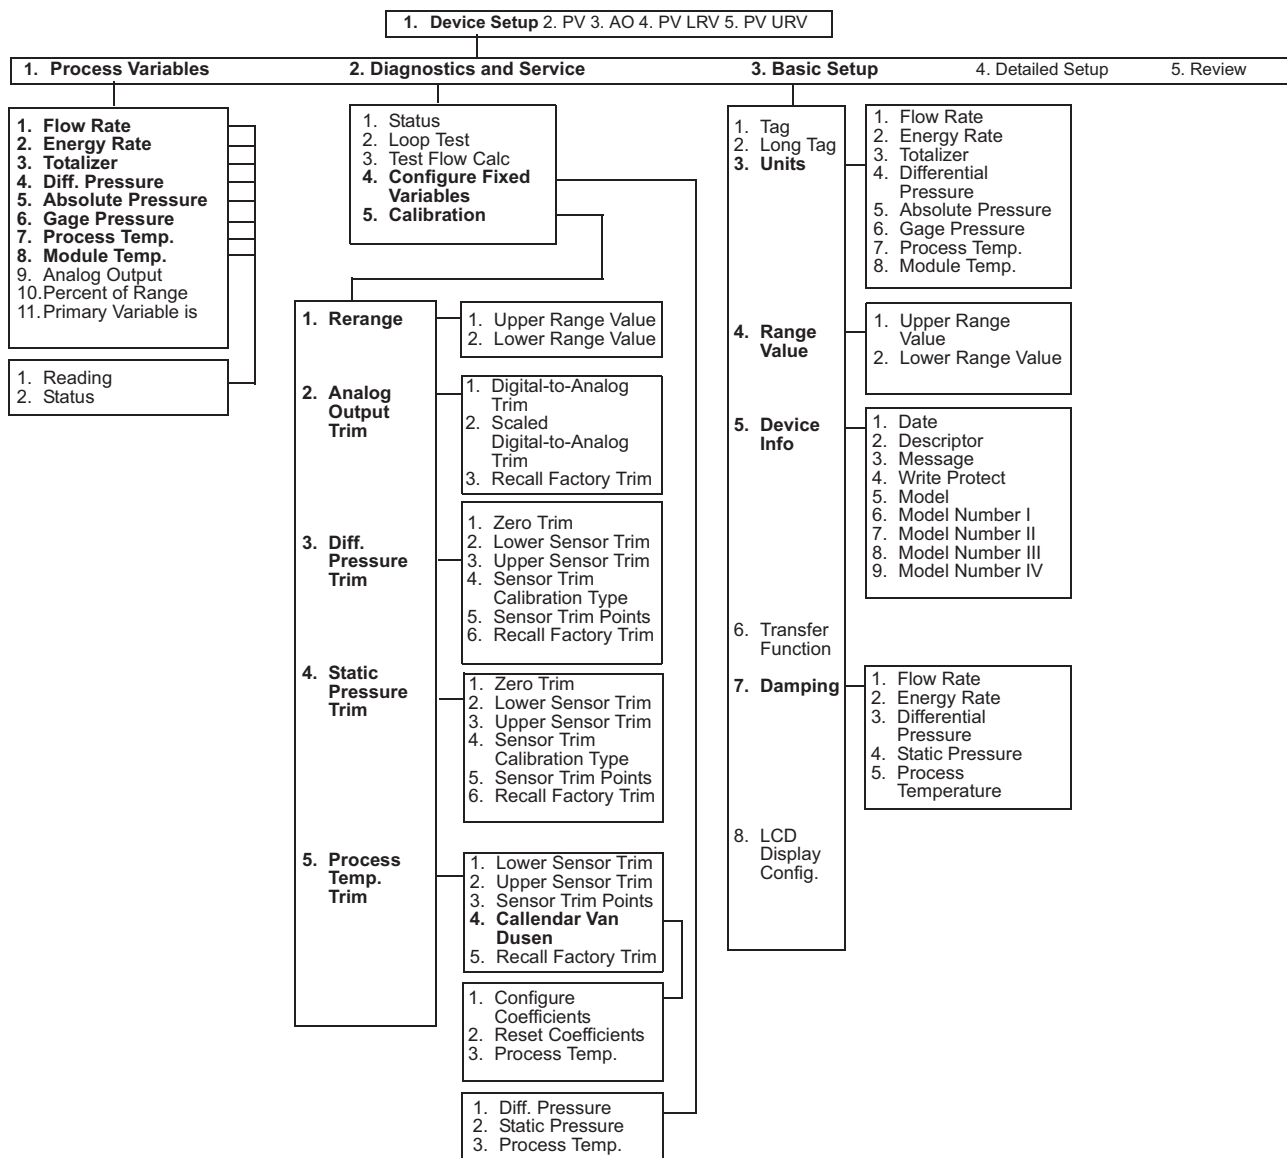 1. Device Setup 2. PV 3. AO 4. PV LRV 5. PV URV
1. Process Variables 2. Diagnostics and Service 3. Basic Setup 4. Detailed Setup 5. Review
1. Flow Rate
2. Energy Rate
3. Totalizer
4. Diff. Pressure
5. Absolute Pressure
6. Gage Pressure
7. Process Temp.
8. Module Temp.
9. Analog Output
10. Percent of Range
11. Primary Variable is
1. Reading
2. Status
1. Status
2. Loop Test
3. Test Flow Calc
4. Configure Fixed
Variables
5. Calibration
1. Rerange
1. Upper Range Value
2. Lower Range Value
2. Analog
Output
Trim
1. Digital-to-Analog
Trim
2. Scaled
Digital-to-Analog
Trim
3. Recall Factory Trim
3. Diff.
Pressure
Trim
1. Zero Trim
2. Lower Sensor Trim
3. Upper Sensor Trim
4. Sensor Trim
Calibration Type
5. Sensor Trim Points
6. Recall Factory Trim
4. Static
Pressure
Trim
1. Zero Trim
2. Lower Sensor Trim
3. Upper Sensor Trim
4. Sensor Trim
Calibration Type
5. Sensor Trim Points
6. Recall Factory Trim
5. Process
Temp.
Trim
1. Lower Sensor Trim
2. Upper Sensor Trim
3. Sensor Trim Points
4. Callendar Van
Dusen
5. Recall Factory Trim
1. Configure
Coefficients
2. Reset Coefficients
3. Process Temp.
1. Diff. Pressure
2. Static Pressure
3. Process Temp.
1. Tag
2. Long Tag
3. Units
1. Flow Rate
2. Energy Rate
3. Totalizer
4. Differential
Pressure
5. Absolute Pressure
6. Gage Pressure
7. Process Temp.
8. Module Temp.
4. Range
Value
1. Upper Range
Value
2. Lower Range Value
5. Device
Info
1. Date
2. Descriptor
3. Message
4. Write Protect
5. Model
6. Model Number I
7. Model Number II
8. Model Number III
9. Model Number IV
6. Transfer
Function
7. Damping
1. Flow Rate
2. Energy Rate
3. Differential
Pressure
4. Static Pressure
5. Process
Temperature
8. LCD
Display
Config.